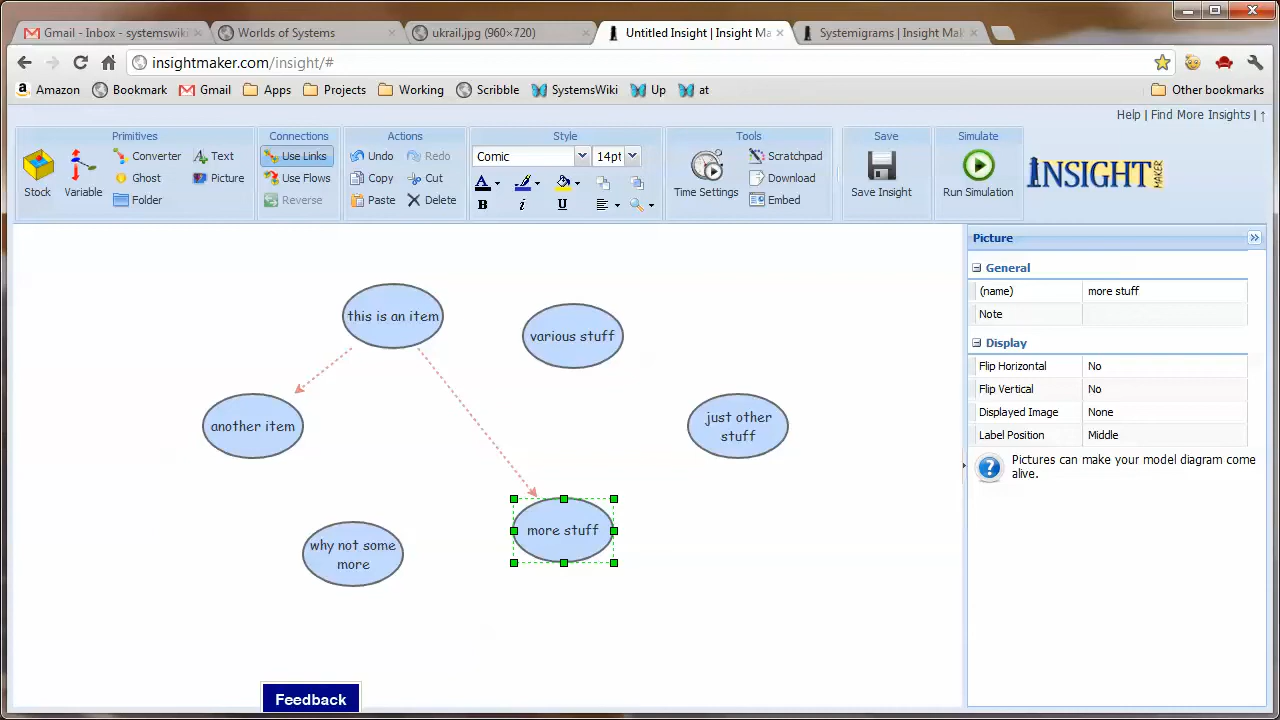 Gmail - Inbox - systemswiki
Worlds of Systems
ukrail.jpg (960×720)
Untitled Insight | Insight Ma
Systemigrams | Insight Mak
insightmaker.com/insight/#
Amazon
Bookmark
Gmail
Apps
Projects
Working
Scribble
SystemsWiki
Up
at
Other bookmarks
Help | Find More Insights | ↑
Primitives
Connections
Actions
Style
Tools
Save
Simulate
Stock
Variable
Converter
Text
Ghost
Picture
Folder
Use Links
Use Flows
Reverse
Undo
Redo
Copy
Cut
Paste
Delete
Comic
14pt
A
B
i
U
Time Settings
Scratchpad
Download
Embed
Save Insight
Run Simulation
INSIGHT
MAKER
this is an item
various stuff
another item
just other
stuff
more stuff
why not some
more
Picture
General
(name)
more stuff
Note
Display
Flip Horizontal
No
Flip Vertical
No
Displayed Image
None
Label Position
Middle
?
Pictures can make your model diagram come
alive.
Feedback